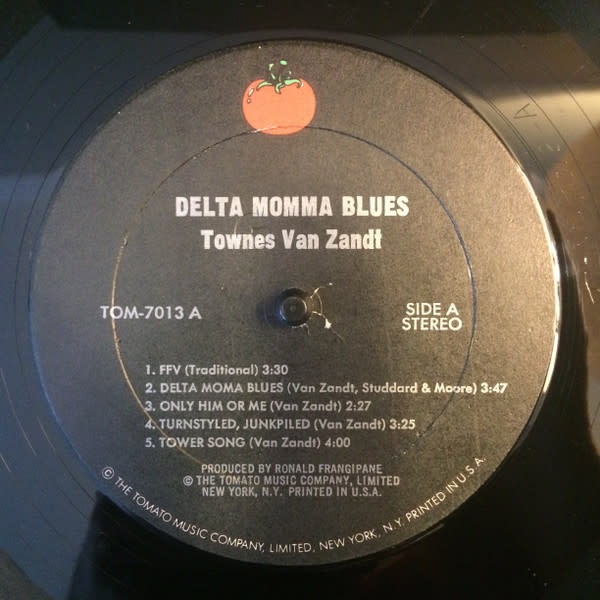 DELTA MOMMA BLUES
Townes Van Zandt
TOM-7013 A
SIDE A
STEREO
1. FFV (Traditional) 3:30
2. DELTA MOMA BLUES (Van Zandt, Studdard & Moore) 3:47
3. ONLY HIM OR ME (Van Zandt) 2:27
4. TURNSTYLED, JUNKPILED (Van Zandt) 3:25
5. TOWER SONG (Van Zandt) 4:00
PRODUCED BY RONALD FRANGIPANE
© THE TOMATO MUSIC COMPANY, LIMITED
NEW YORK, N.Y. PRINTED IN U.S.A.
© THE TOMATO MUSIC COMPANY, LIMITED, NEW YORK, N.Y. PRINTED IN U.S.A.